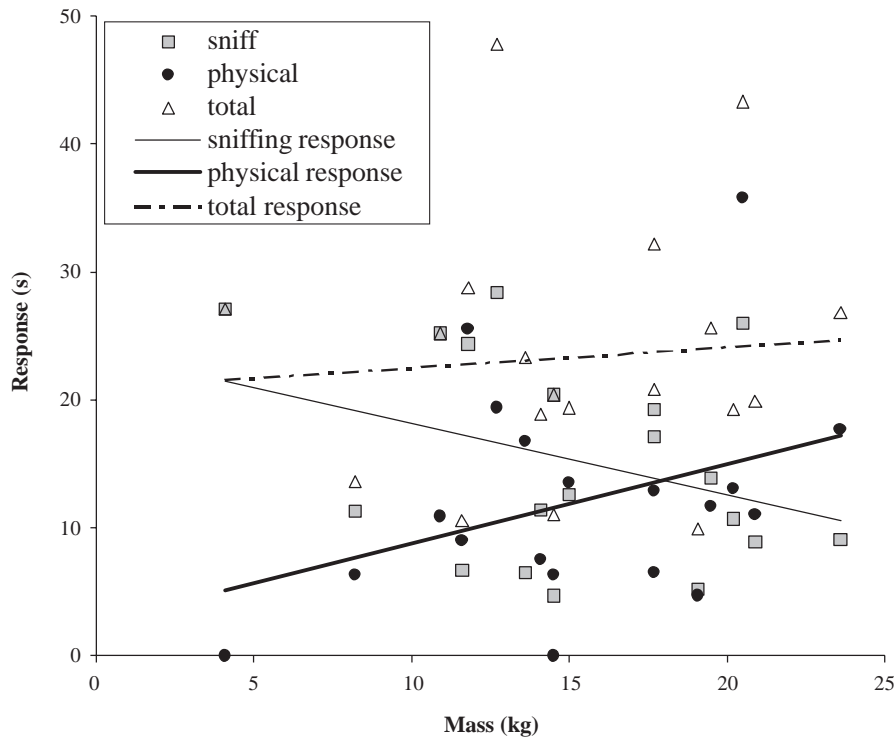 50
40
30
20
10
0
Response (s)
sniff
physical
total
sniffing response
physical response
total response
0 5 10 15 20 25
Mass (kg)